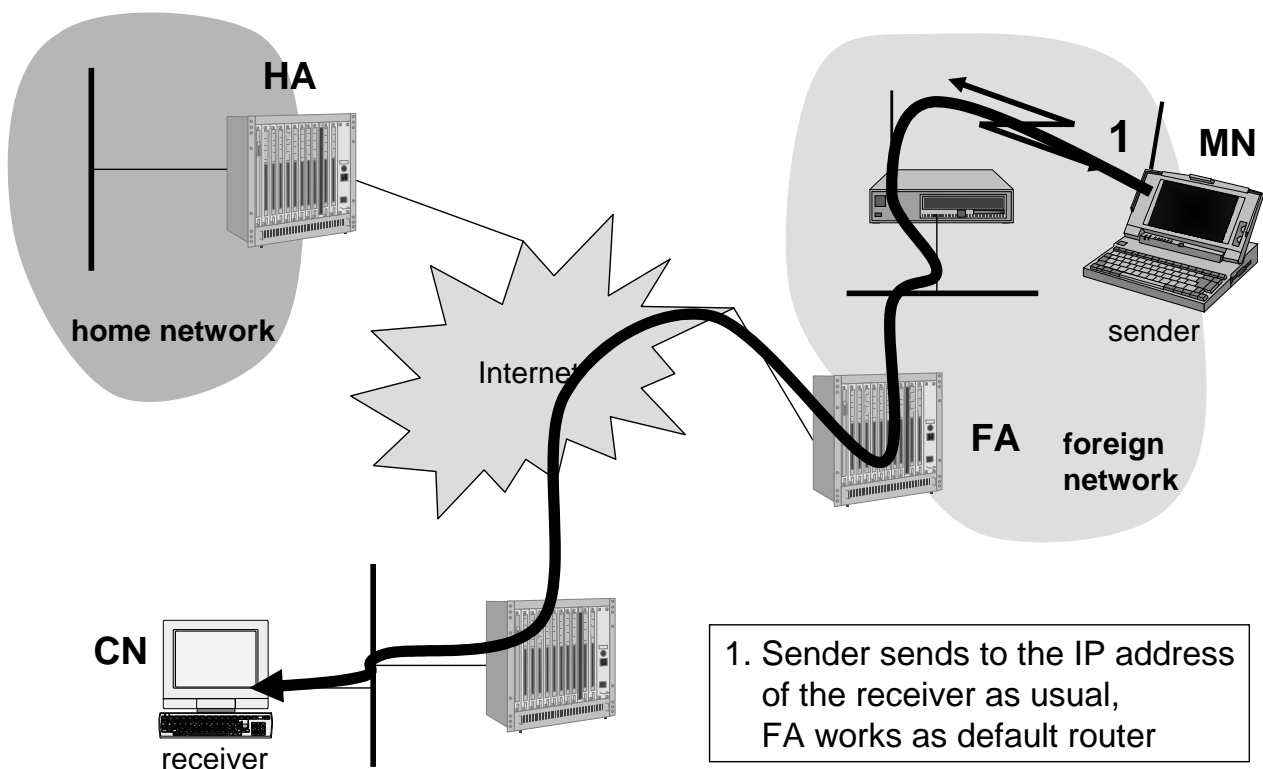 HA
1
MN
home network
sender
Internet
FA
foreign
network
CN
receiver
1. Sender sends to the IP address
of the receiver as usual,
FA works as default router